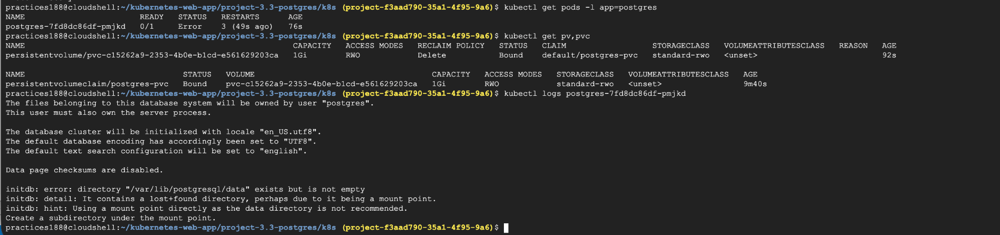 practices188@cloudshell:~/kubernetes-web-app/project-3.3-postgres/k8s (project-f3aad790-35a1-4f95-9a6)$ kubectl get pods -l app=postgres
NAME READY STATUS RESTARTS AGE
postgres-7fd8dc86df-pmjkd 0/1 Error 3 (49s ago) 76s
practices188@cloudshell:~/kubernetes-web-app/project-3.3-postgres/k8s (project-f3aad790-35a1-4f95-9a6)$ kubectl get pv,pvc
NAME CAPACITY ACCESS MODES RECLAIM POLICY STATUS CLAIM STORAGECLASS VOLUMEATTRIBUTESCLASS REASON AGE
persistentvolume/pvc-c15262a9-2353-4b0e-b1cd-e561629203ca 1Gi RWO Delete Bound default/postgres-pvc standard-rwo <unset> 92s
NAME STATUS VOLUME CAPACITY ACCESS MODES STORAGECLASS VOLUMEATTRIBUTESCLASS AGE
persistentvolumeclaim/postgres-pvc Bound pvc-c15262a9-2353-4b0e-b1cd-e561629203ca 1Gi RWO standard-rwo <unset> 9m40s
practices188@cloudshell:~/kubernetes-web-app/project-3.3-postgres/k8s (project-f3aad790-35a1-4f95-9a6)$ kubectl logs postgres-7fd8dc86df-pmjkd
The files belonging to this database system will be owned by user "postgres".
This user must also own the server process.
The database cluster will be initialized with locale "en_US.utf8".
The default database encoding has accordingly been set to "UTF8".
The default text search configuration will be set to "english".
Data page checksums are disabled.
initdb: error: directory "/var/lib/postgresql/data" exists but is not empty
initdb: detail: It contains a lost+found directory, perhaps due to it being a mount point.
initdb: hint: Using a mount point directly as the data directory is not recommended.
Create a subdirectory under the mount point.
practices188@cloudshell:~/kubernetes-web-app/project-3.3-postgres/k8s (project-f3aad790-35a1-4f95-9a6)$